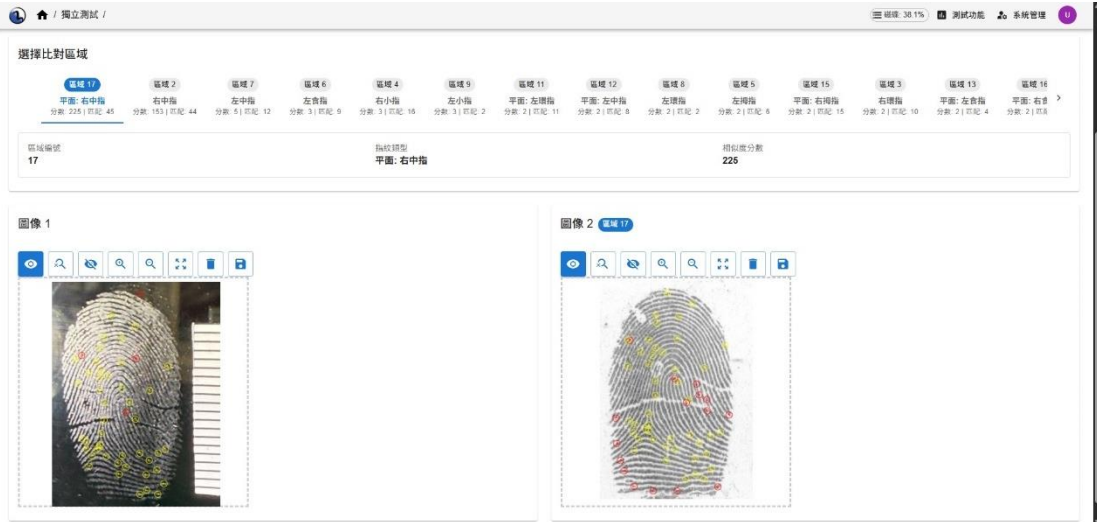 / 獨立測試 /
磁碟: 38.1%
測試功能
系統管理
U
選擇比對區域
區域 17
平面: 右中指
分數: 225 | 匹配: 45
區域 2
右中指
分數: 153 | 匹配: 44
區域 7
左中指
分數: 5 | 匹配: 12
區域 6
左食指
分數: 3 | 匹配: 9
區域 4
右小指
分數: 3 | 匹配: 16
區域 9
左小指
分數: 3 | 匹配: 2
區域 11
平面: 左環指
分數: 2 | 匹配: 11
區域 12
平面: 左中指
分數: 2 | 匹配: 8
區域 8
左環指
分數: 2 | 匹配: 2
區域 5
左拇指
分數: 2 | 匹配: 6
區域 15
平面: 右拇指
分數: 2 | 匹配: 15
區域 3
右環指
分數: 2 | 匹配: 10
區域 13
平面: 左食指
分數: 2 | 匹配: 4
區域 16
平面: 右
分數: 2 | 匹
區域編號
17
指紋類型
平面: 右中指
相似度分數
225
圖像 1
圖像 2 區域 17